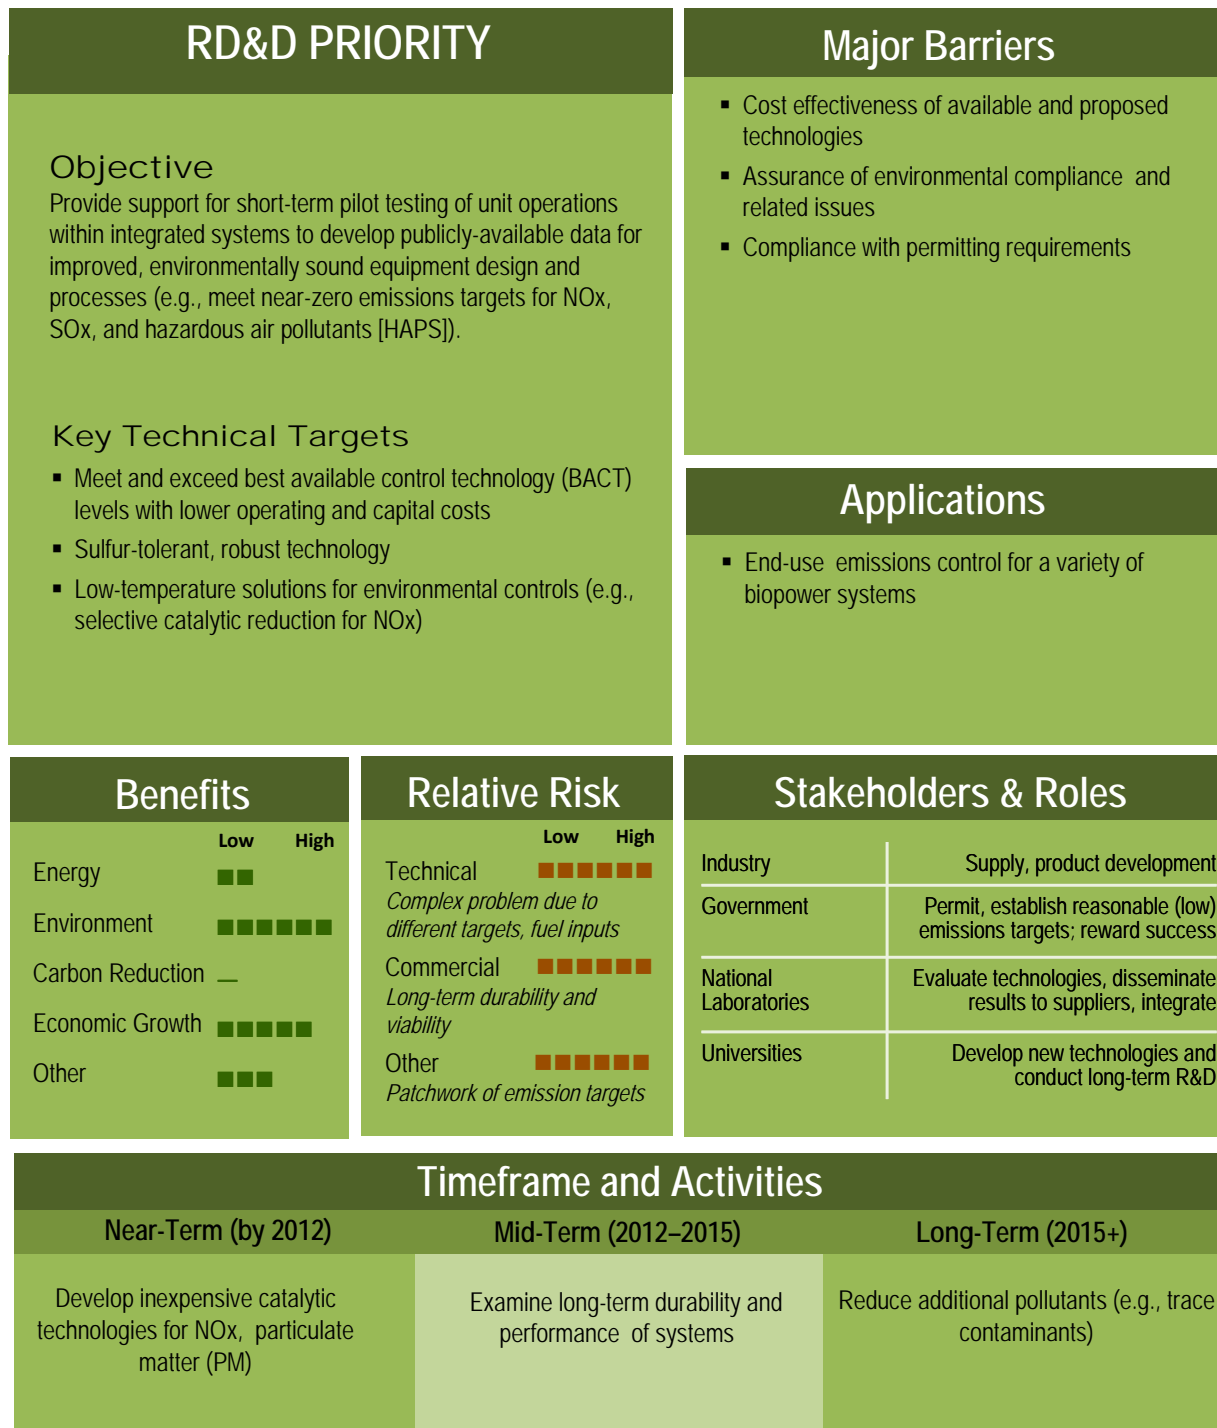 RD&D PRIORITY
Objective
Provide support for short-term pilot testing of unit operations
within integrated systems to develop publicly-available data for
improved, environmentally sound equipment design and
processes (e.g., meet near-zero emissions targets for NOx,
SOx, and hazardous air pollutants [HAPS]).
Key Technical Targets
▪ Meet and exceed best available control technology (BACT)
levels with lower operating and capital costs
▪ Sulfur-tolerant, robust technology
▪ Low-temperature solutions for environmental controls (e.g.,
selective catalytic reduction for NOx)
Major Barriers
▪ Cost effectiveness of available and proposed
technologies
▪ Assurance of environmental compliance and
related issues
▪ Compliance with permitting requirements
Applications
▪ End-use emissions control for a variety of
biopower systems
Benefits
Low High
Energy
Environment
Carbon Reduction
Economic Growth
Other
Relative Risk
Low High
Technical
Complex problem due to
different targets, fuel inputs
Commercial
Long-term durability and
viability
Other
Patchwork of emission targets
Stakeholders & Roles
Industry Supply, product development
Government Permit, establish reasonable (low)
emissions targets; reward success
National Evaluate technologies, disseminate
Laboratories results to suppliers, integrate
Universities Develop new technologies and
conduct long-term R&D
Timeframe and Activities
Near-Term (by 2012) Mid-Term (2012–2015) Long-Term (2015+)
Develop inexpensive catalytic
technologies for NOx, particulate
matter (PM)
Examine long-term durability and
performance of systems
Reduce additional pollutants (e.g., trace
contaminants)